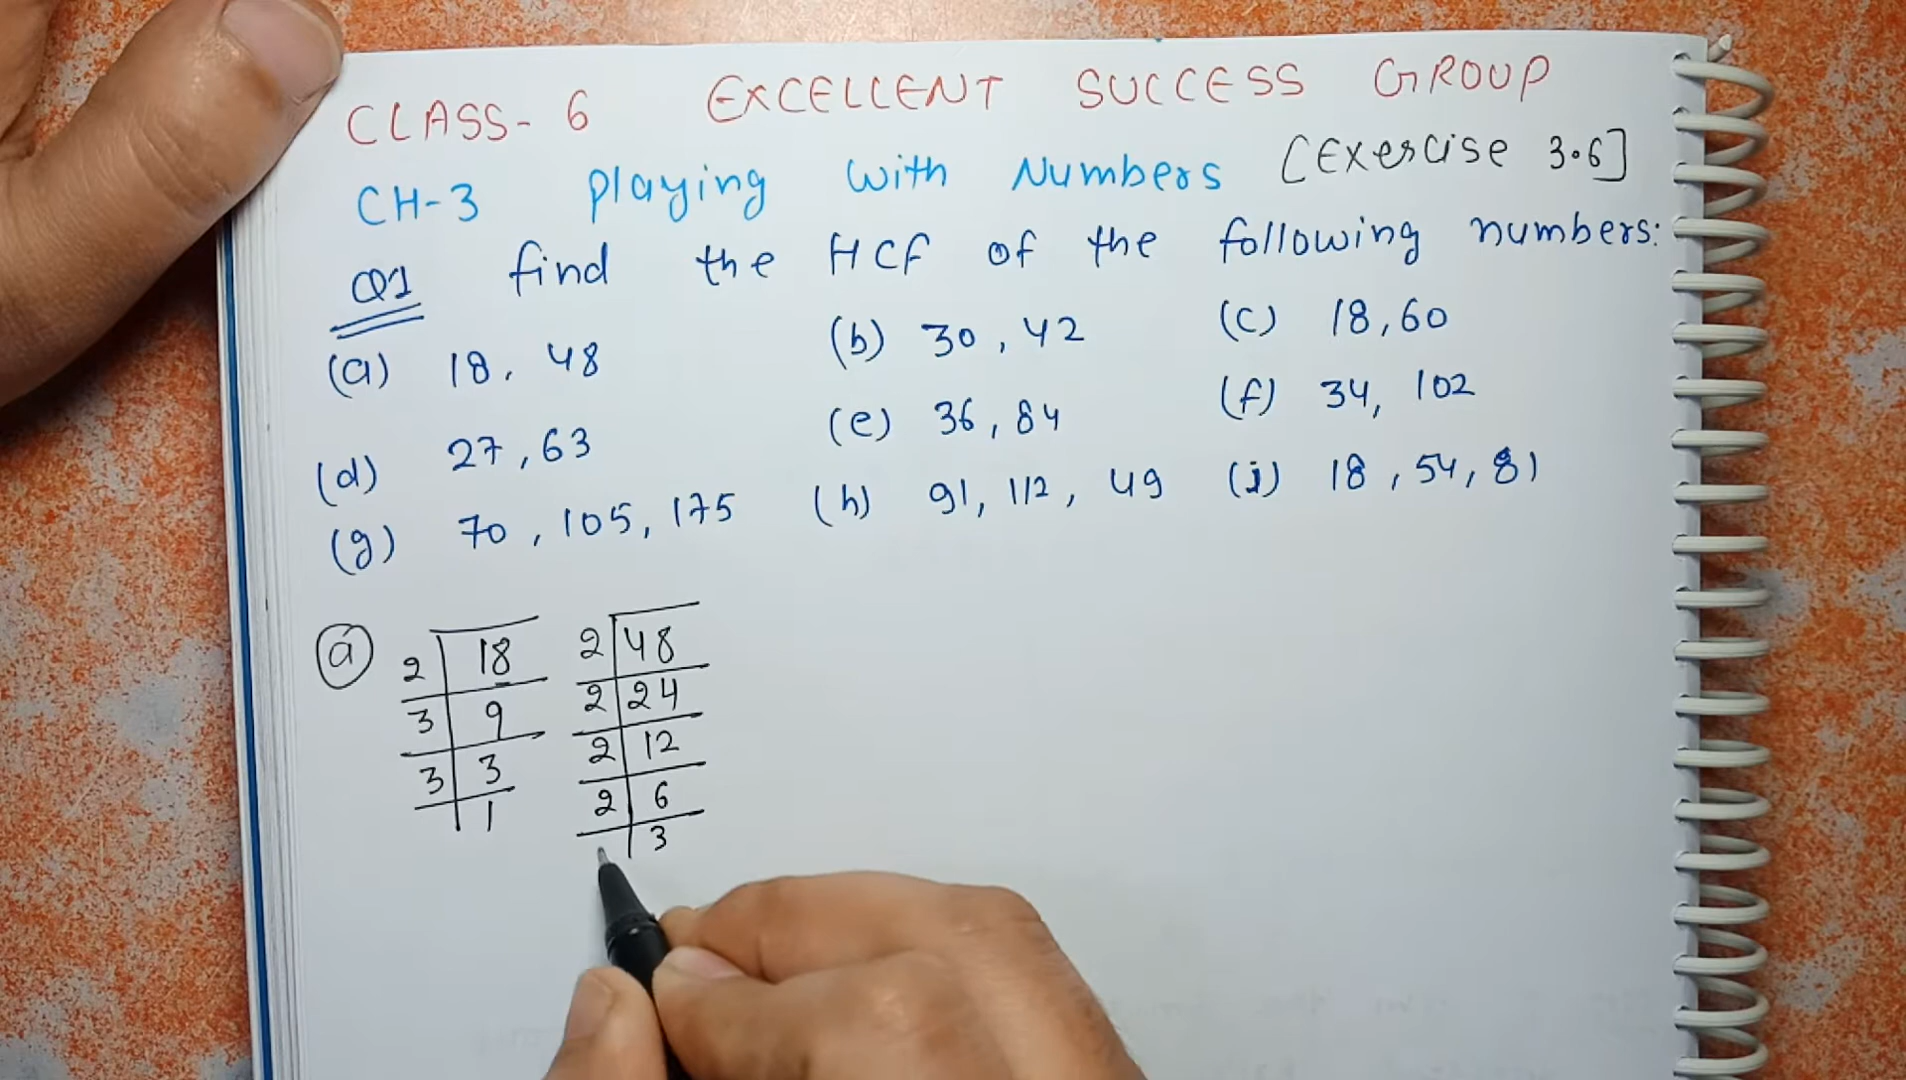 CLASS- 6 EXCELLENT SUCCESS GROUP
CH-3 Playing with Numbers [Exercise 3.6]
Q1 find the HCF of the following numbers:
(a) 18, 48 (b) 30, 42 (c) 18, 60
(d) 27, 63 (e) 36, 84 (f) 34, 102
(g) 70, 105, 175 (h) 91, 112, 49 (i) 18, 54, 81
(a) 2 18 2 48
3 9 2 24
3 3 2 12
1 2 6
3